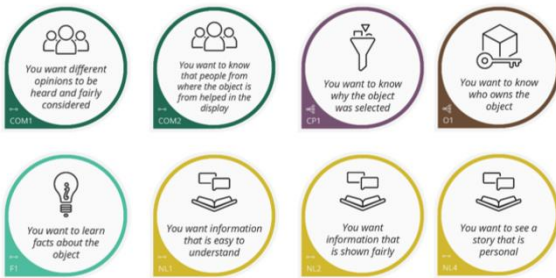 You want different
opinions to be
heard and fairly
considered
COM1
You want to know
that people from
where the object is
from helped in the
display
COM2
You want to know
why the object
was selected
CP1
You want to know
who owns the
object
O1
You want to learn
facts about the
object
F1
You want information
that is easy to
understand
NL1
You want
information that
is shown fairly
NL2
You want to see a
story that is
personal
NL4